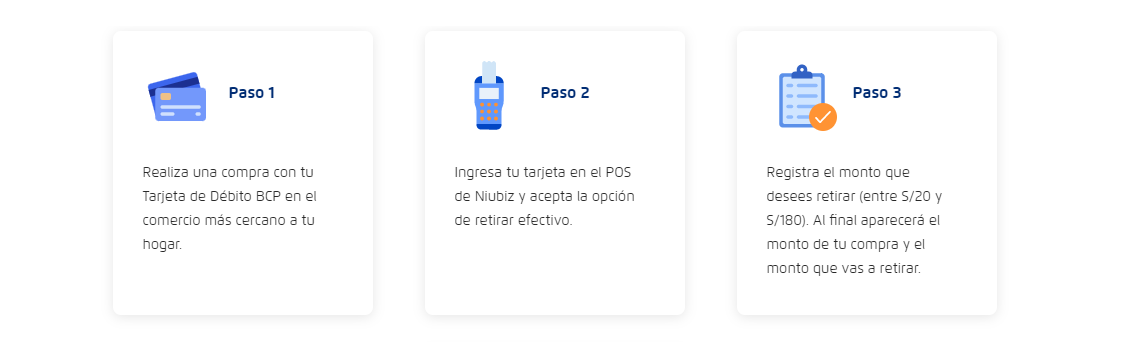 Paso 1
Realiza una compra con tu
Tarjeta de Débito BCP en el
comercio más cercano a tu
hogar.
Paso 2
Ingresa tu tarjeta en el POS
de Niubiz y acepta la opción
de retirar efectivo.
Paso 3
Registra el monto que
desees retirar (entre S/20 y
S/180). Al final aparecerá el
monto de tu compra y el
monto que vas a retirar.